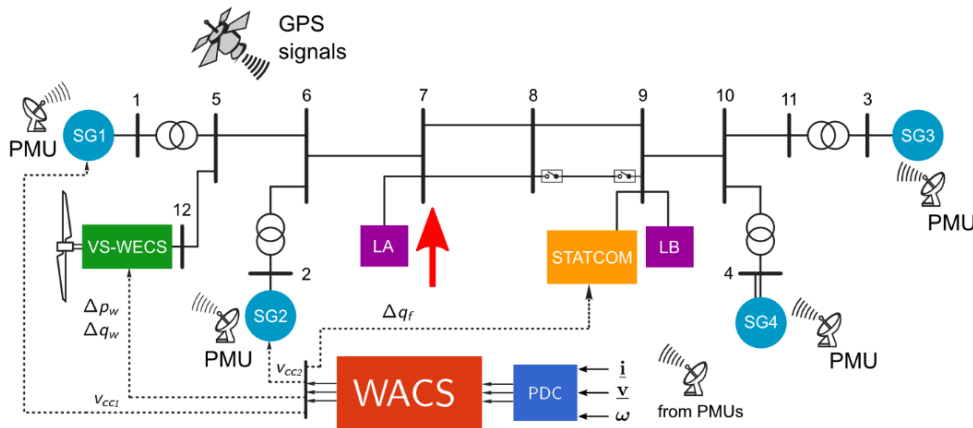 GPS
signals
1
5
6
7
8
9
10
11
3
SG1
PMU
SG3
PMU
12
VS-WECS
LA
STATCOM
LB
2
4
SG2
PMU
SG4
PMU
Δp_w
Δq_w
Δq_f
v_cc2
v_cc1
WACS
PDC
i
v
ω
from PMUs